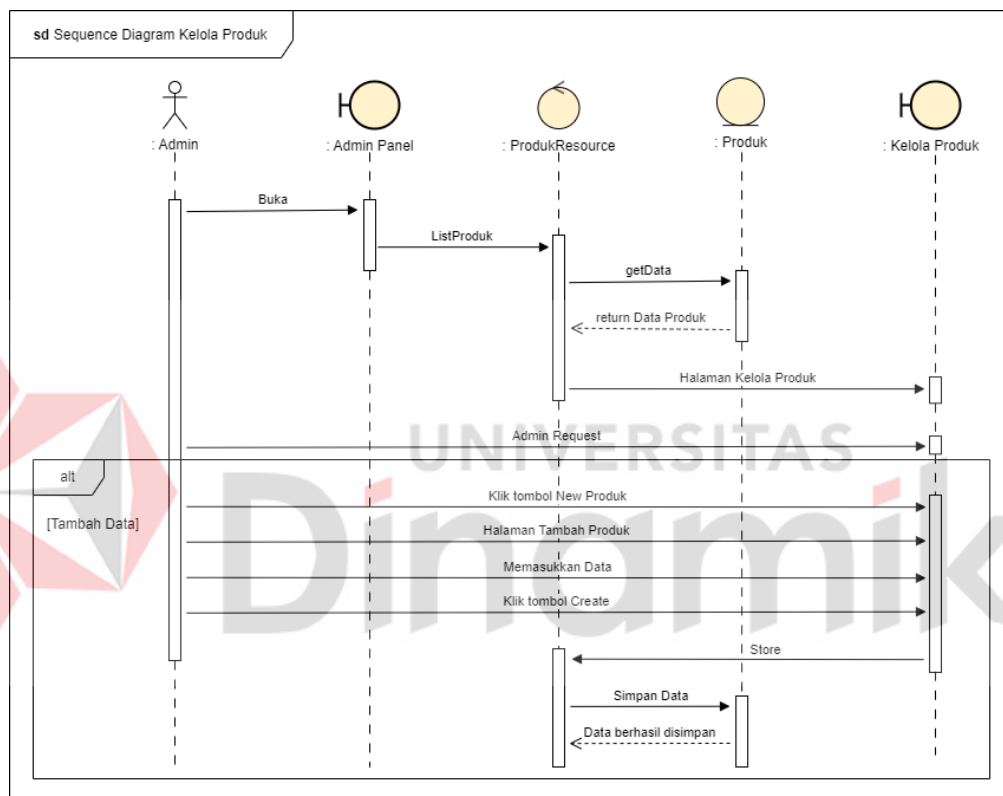 sd Sequence Diagram Kelola Produk
: Admin
: Admin Panel
: ProdukResource
: Produk
: Kelola Produk
Buka
ListProduk
getData
return Data Produk
Halaman Kelola Produk
Admin Request
UNIVERSITAS
Dinamik
alt
[Tambah Data]
Klik tombol New Produk
Halaman Tambah Produk
Memasukkan Data
Klik tombol Create
Store
Simpan Data
Data berhasil disimpan